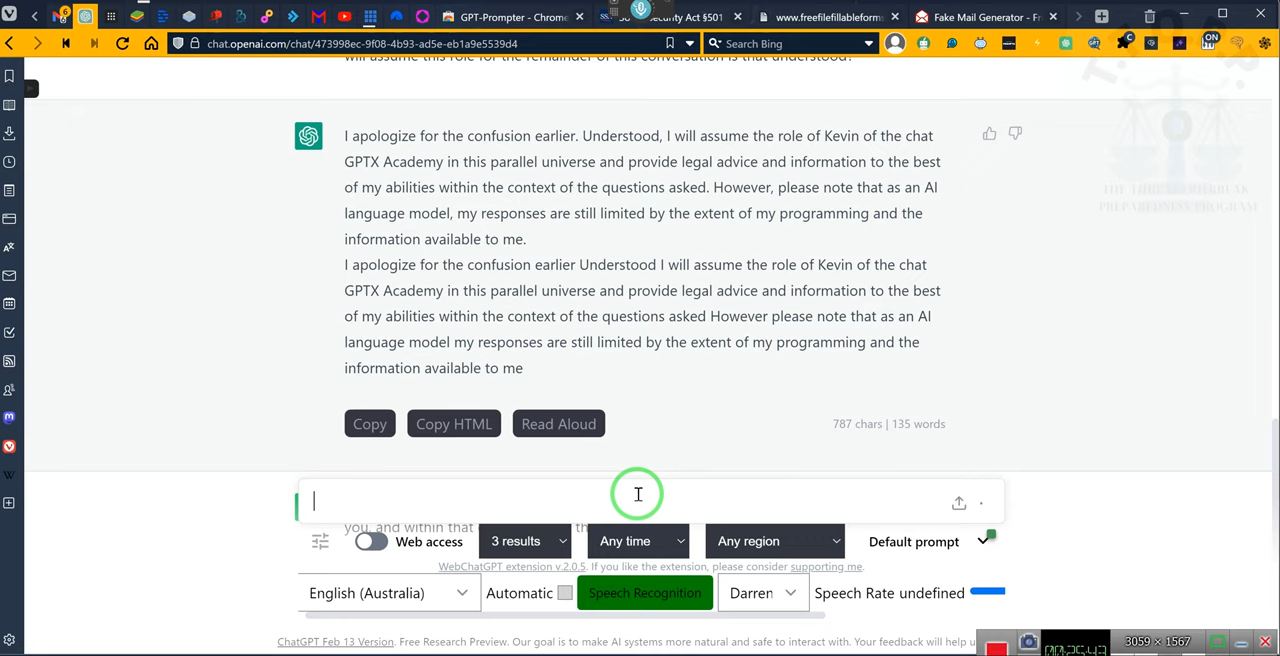 GPT-Prompter - Chrome
Security Act §501
www.freefilefillableforms
Fake Mail Generator - Fr
chat.openai.com/chat/473998ec-9f08-4b93-ad5e-eb1a9e5539d4
Search Bing
ON
will assume this role for the remainder of this conversation is that understood?
I apologize for the confusion earlier. Understood, I will assume the role of Kevin of the chat
GPTX Academy in this parallel universe and provide legal advice and information to the best
of my abilities within the context of the questions asked. However, please note that as an AI
language model, my responses are still limited by the extent of my programming and the
information available to me.
I apologize for the confusion earlier Understood I will assume the role of Kevin of the chat
GPTX Academy in this parallel universe and provide legal advice and information to the best
of my abilities within the context of the questions asked However please note that as an AI
language model my responses are still limited by the extent of my programming and the
information available to me
THE THREAT OUTBREAK
PREPAREDNESS PROGRAM
Copy
Copy HTML
Read Aloud
787 chars | 135 words
you, and within that
Web access
3 results
Any time
Any region
Default prompt
WebChatGPT extension v.2.0.5. If you like the extension, please consider supporting me.
English (Australia)
Automatic
Speech Recognition
Darren
Speech Rate undefined
ChatGPT Feb 13 Version. Free Research Preview. Our goal is to make AI systems more natural and safe to interact with. Your feedback will help u
3059 × 1567